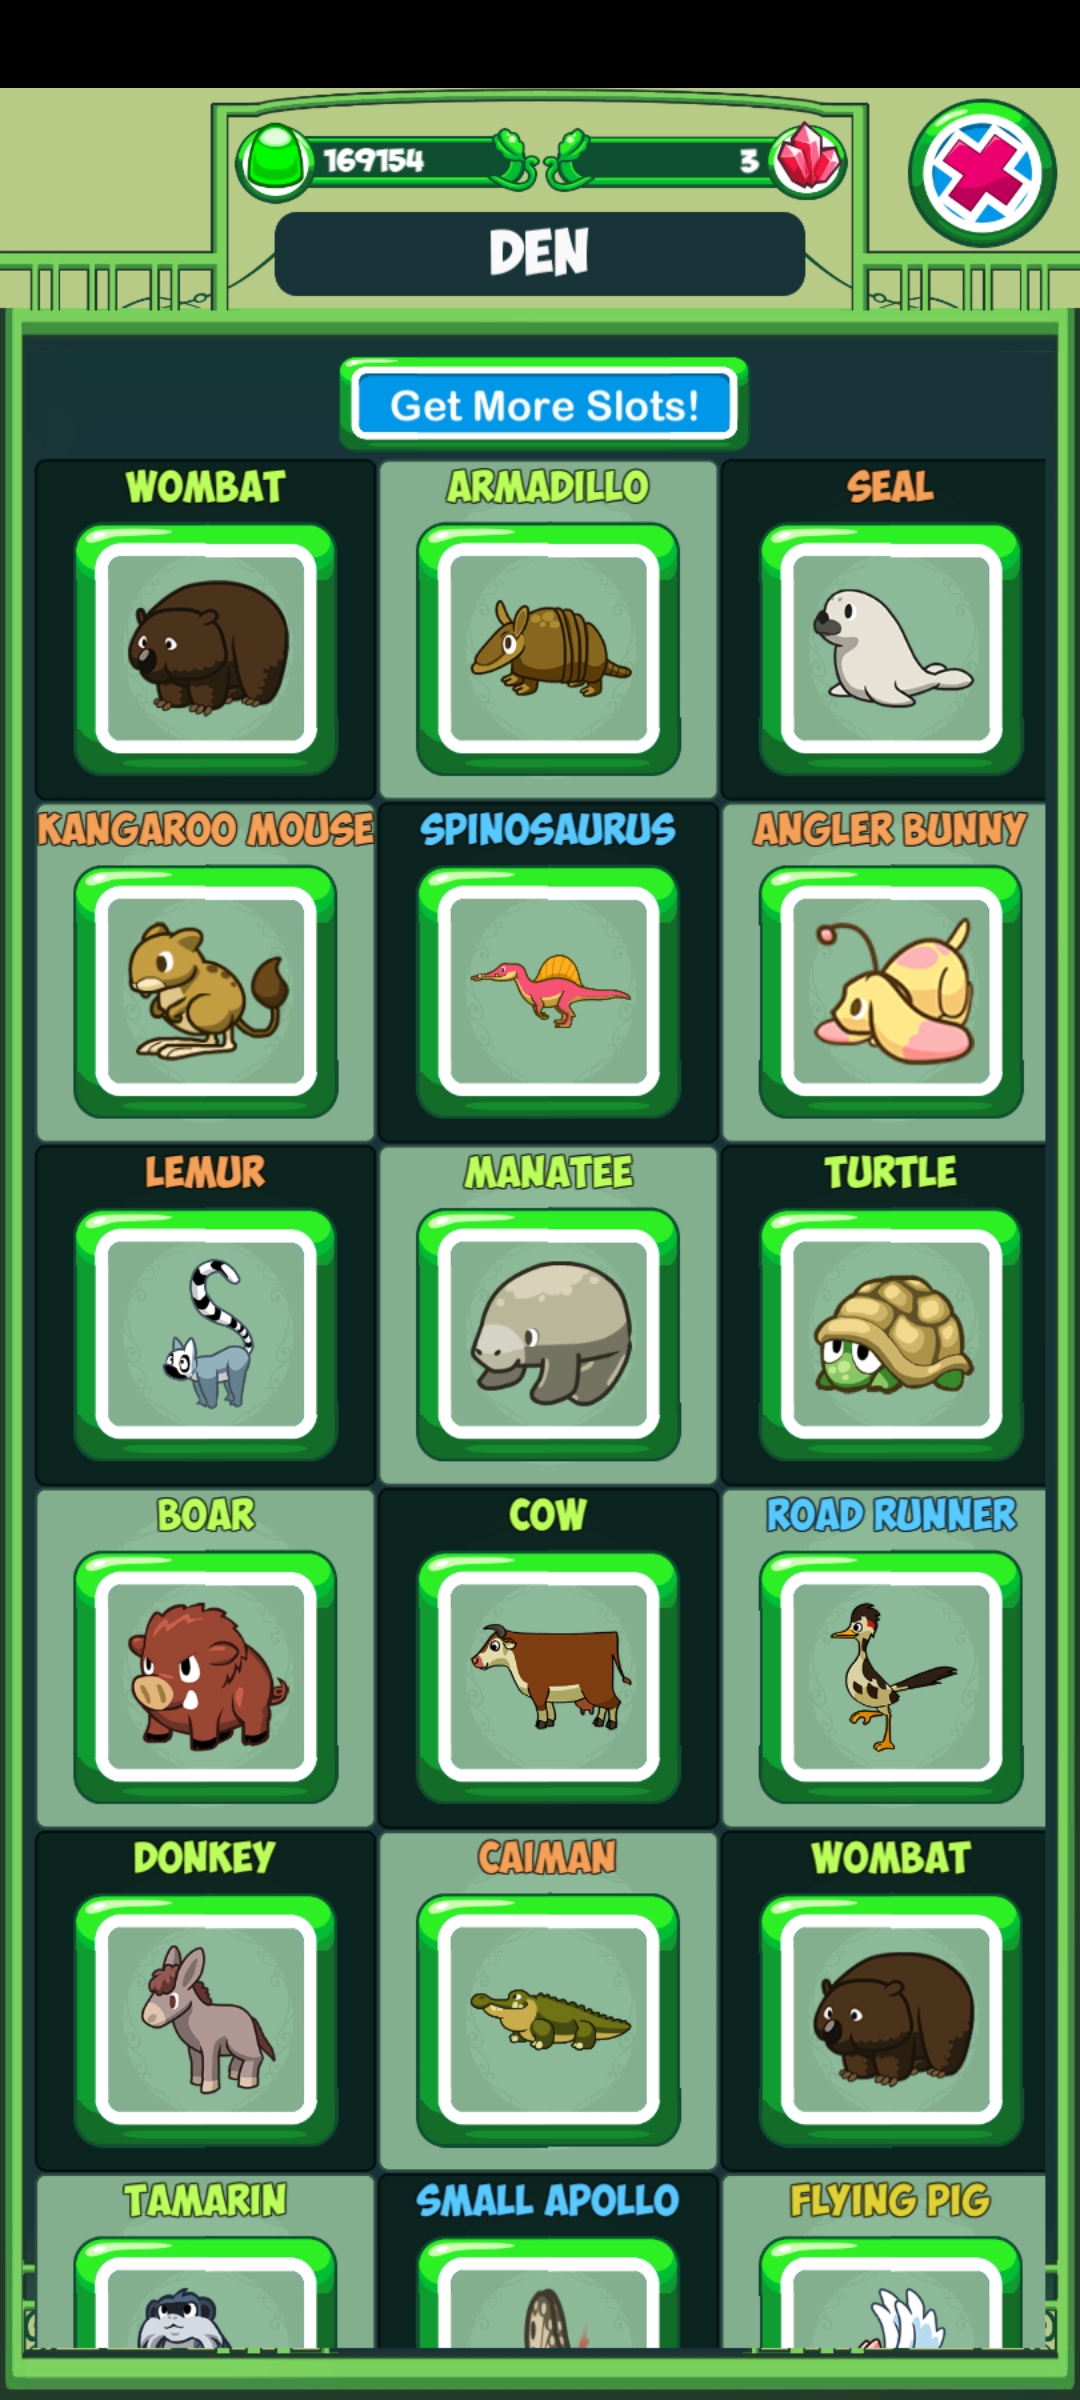 169154
3
DEN
Get More Slots!
WOMBAT
ARMADILLO
SEAL
KANGAROO MOUSE
SPINOSAURUS
ANGLER BUNNY
LEMUR
MANATEE
TURTLE
BOAR
COW
ROAD RUNNER
DONKEY
CAIMAN
WOMBAT
TAMARIN
SMALL APOLLO
FLYING PIG